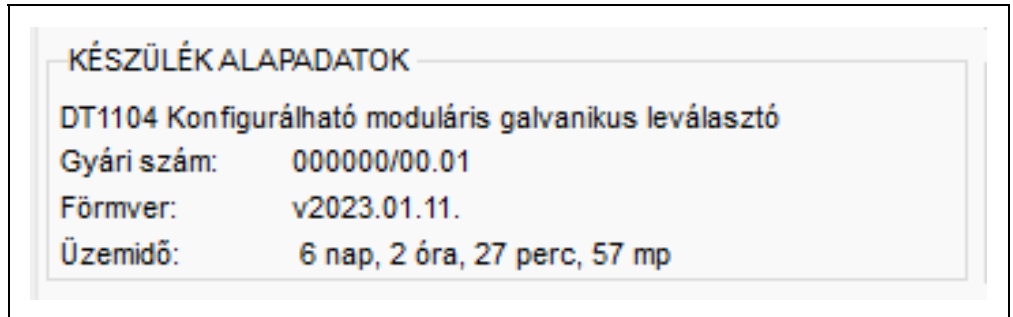 KÉSZÜLÉK ALAPADATOK
DT1104 Konfigurálható moduláris galvanikus leválasztó
Gyári szám: 000000/00.01
Förmver: v2023.01.11.
Üzemidő: 6 nap, 2 óra, 27 perc, 57 mp